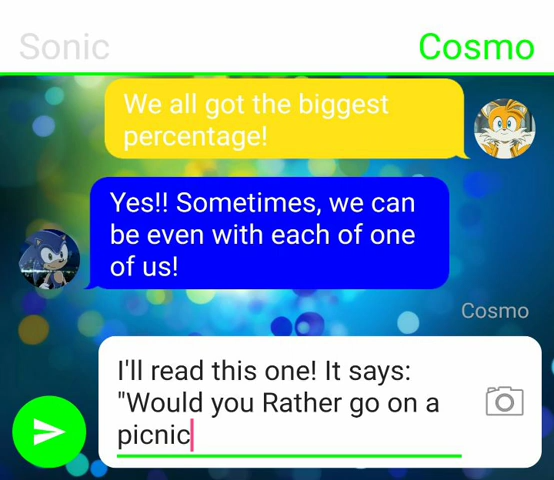 Sonic
Cosmo
We all got the biggest
percentage!
Yes!! Sometimes, we can
be even with each of one
of us!
Cosmo
I'll read this one! It says:
"Would you Rather go on a
picnic